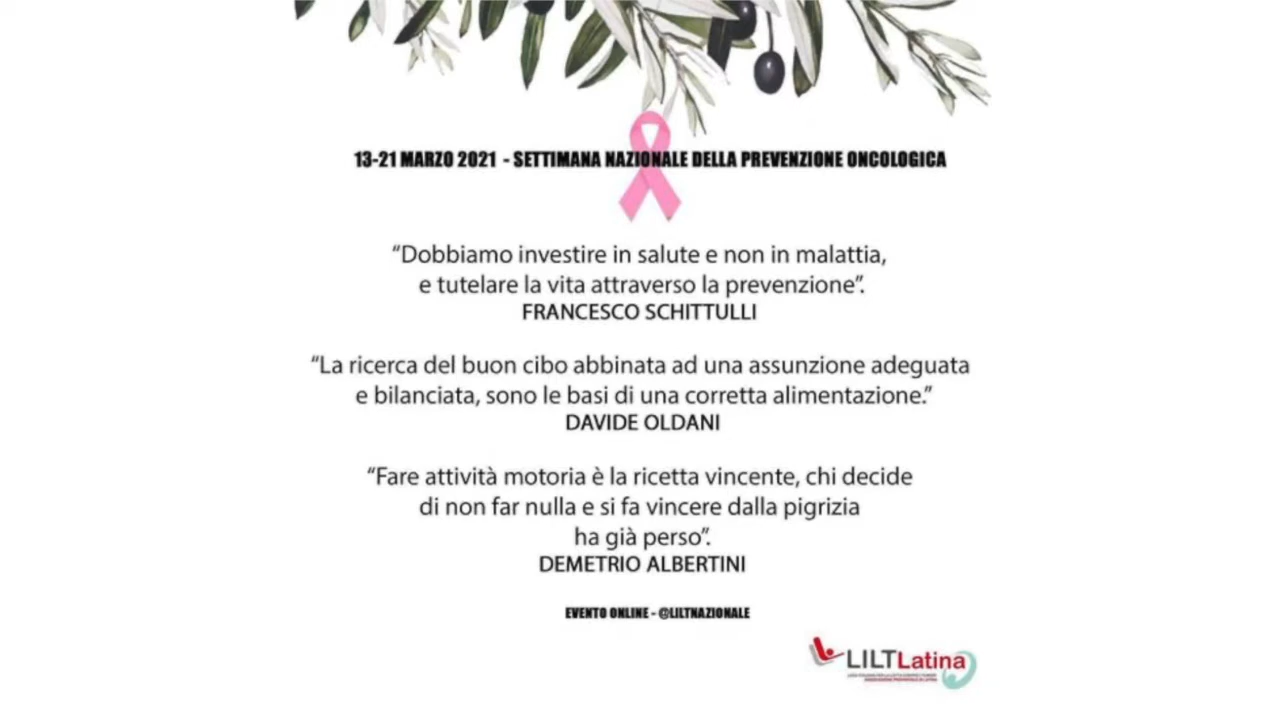 13-21 MARZO 2021 - SETTIMANA NAZIONALE DELLA PREVENZIONE ONCOLOGICA
“Dobbiamo investire in salute e non in malattia,
e tutelare la vita attraverso la prevenzione”.
FRANCESCO SCHITTULLI
“La ricerca del buon cibo abbinata ad una assunzione adeguata
e bilanciata, sono le basi di una corretta alimentazione.”
DAVIDE OLDANI
“Fare attività motoria è la ricetta vincente, chi decide
di non far nulla e si fa vincere dalla pigrizia
ha già perso”.
DEMETRIO ALBERTINI
EVENTO ONLINE - @LILTNAZIONALE
LILT Latina